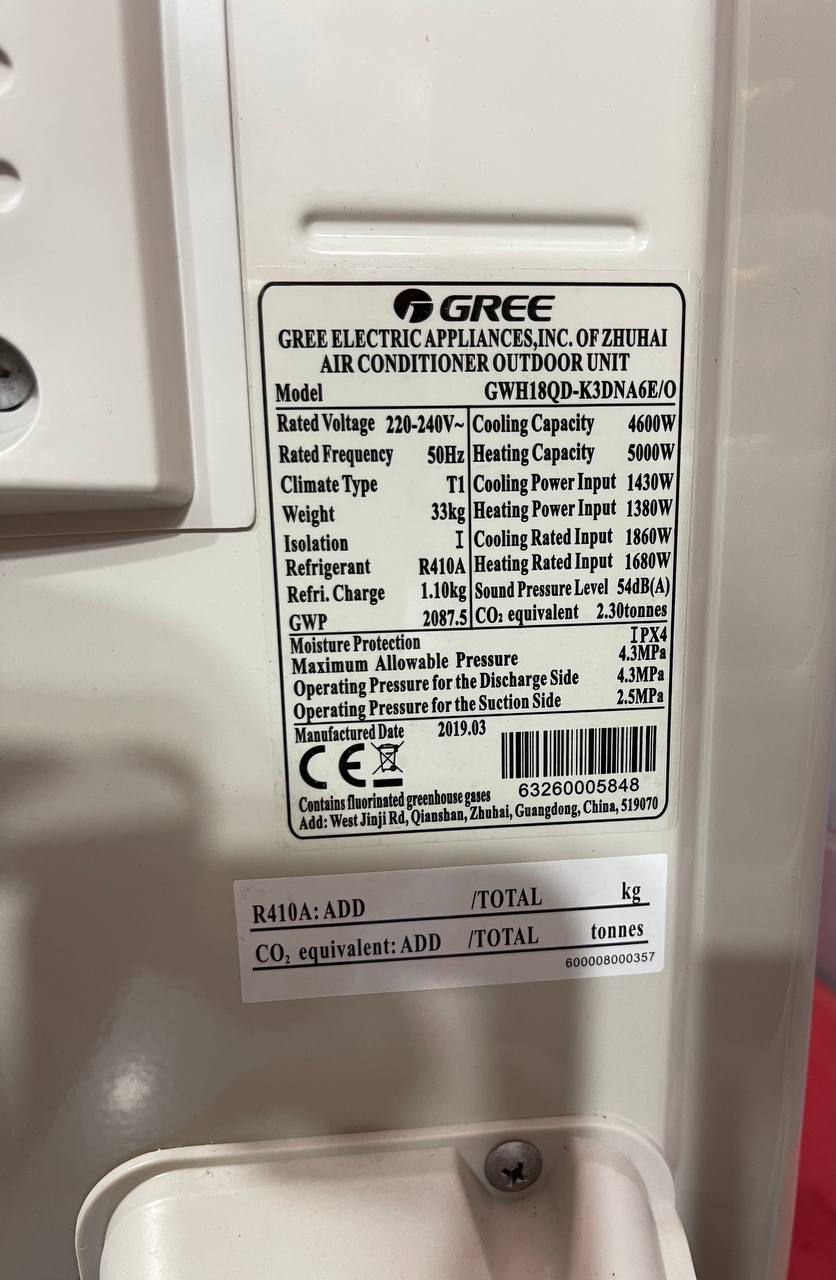 GREE
GREE ELECTRIC APPLIANCES,INC. OF ZHUHAI
AIR CONDITIONER OUTDOOR UNIT
Model GWH18QD-K3DNA6E/O
Rated Voltage 220-240V~ Cooling Capacity 4600W
Rated Frequency 50Hz Heating Capacity 5000W
Climate Type T1 Cooling Power Input 1430W
Weight 33kg Heating Power Input 1380W
Isolation I Cooling Rated Input 1860W
Refrigerant R410A Heating Rated Input 1680W
Refri. Charge 1.10kg Sound Pressure Level 54dB(A)
GWP 2087.5 CO₂ equivalent 2.30tonnes
Moisture Protection IPX4
Maximum Allowable Pressure 4.3MPa
Operating Pressure for the Discharge Side 4.3MPa
Operating Pressure for the Suction Side 2.5MPa
Manufactured Date 2019.03
CE
63260005848
Contains fluorinated greenhouse gases
Add: West Jinji Rd, Qianshan, Zhuhai, Guangdong, China, 519070
R410A: ADD /TOTAL kg
CO₂ equivalent: ADD /TOTAL tonnes
600008000357